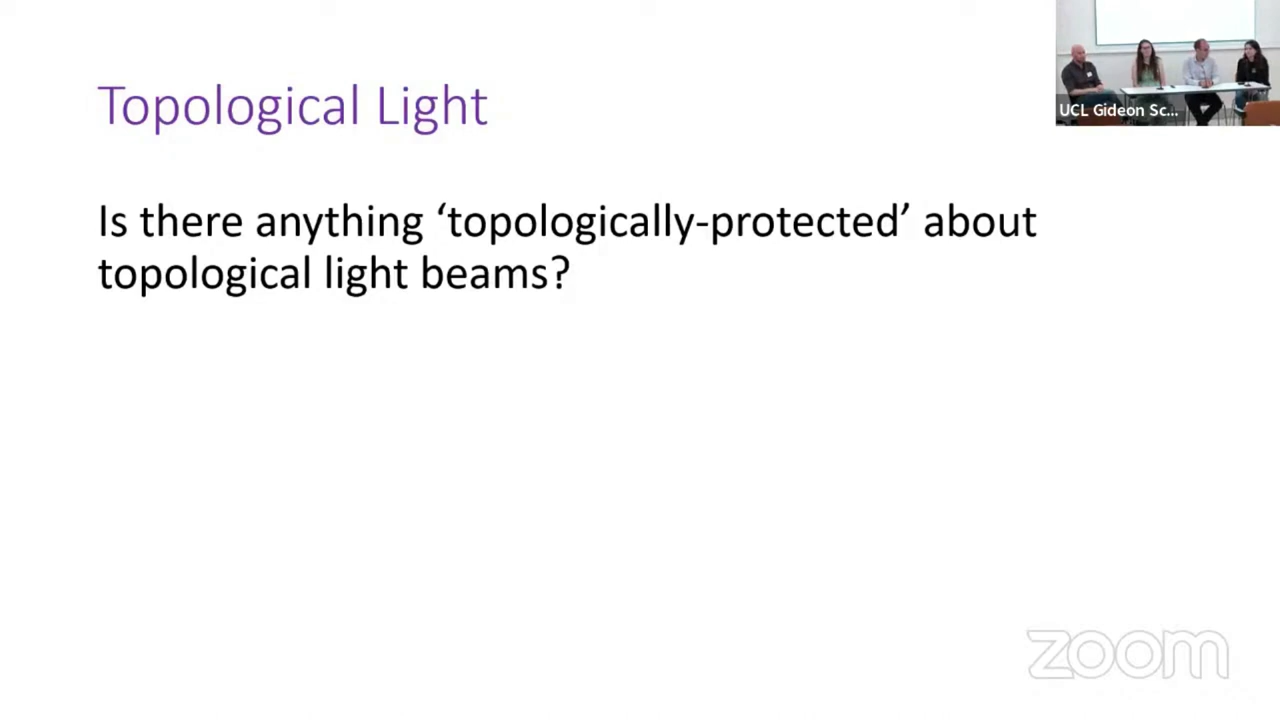 Topological Light
UCL Gideon Sc...
Is there anything ‘topologically-protected’ about
topological light beams?
zoom